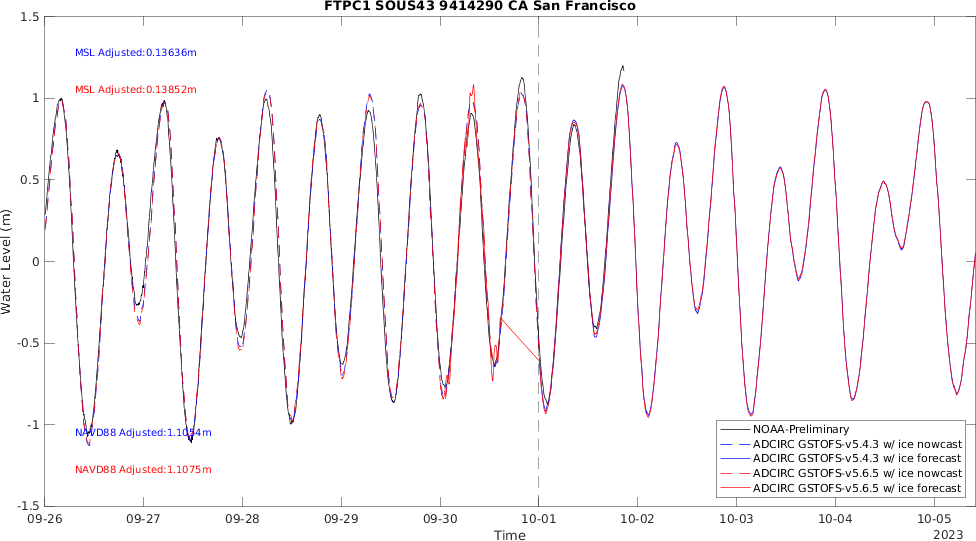 FTPC1 SOUS43 9414290 CA San Francisco
1.5
MSL Adjusted:0.13636m
MSL Adjusted:0.13852m
1
0.5
Water Level (m)
0
-0.5
-1
NAVD88 Adjusted:1.1054m
NAVD88 Adjusted:1.1075m
-1.5
NOAA-Preliminary
ADCIRC GSTOFS-v5.4.3 w/ ice nowcast
ADCIRC GSTOFS-v5.4.3 w/ ice forecast
ADCIRC GSTOFS-v5.6.5 w/ ice nowcast
ADCIRC GSTOFS-v5.6.5 w/ ice forecast
09-26 09-27 09-28 09-29 09-30 10-01 10-02 10-03 10-04 10-05
Time
2023